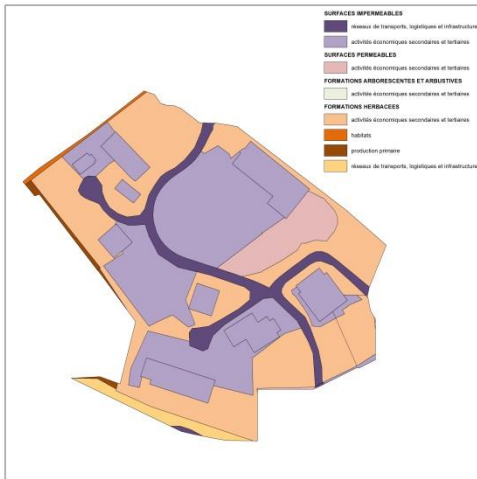 SURFACES IMPERMEABLES
réseaux de transports, logistiques et infrastructure
activités économiques secondaires et tertiaires
SURFACES PERMEABLES
activités économiques secondaires et tertiaires
FORMATIONS ARBORESCENTES ET ARBUSTIVES
activités économiques secondaires et tertiaires
FORMATIONS HERBACEES
activités économiques secondaires et tertiaires
habitats
production primaire
réseaux de transports, logistiques et infrastructure